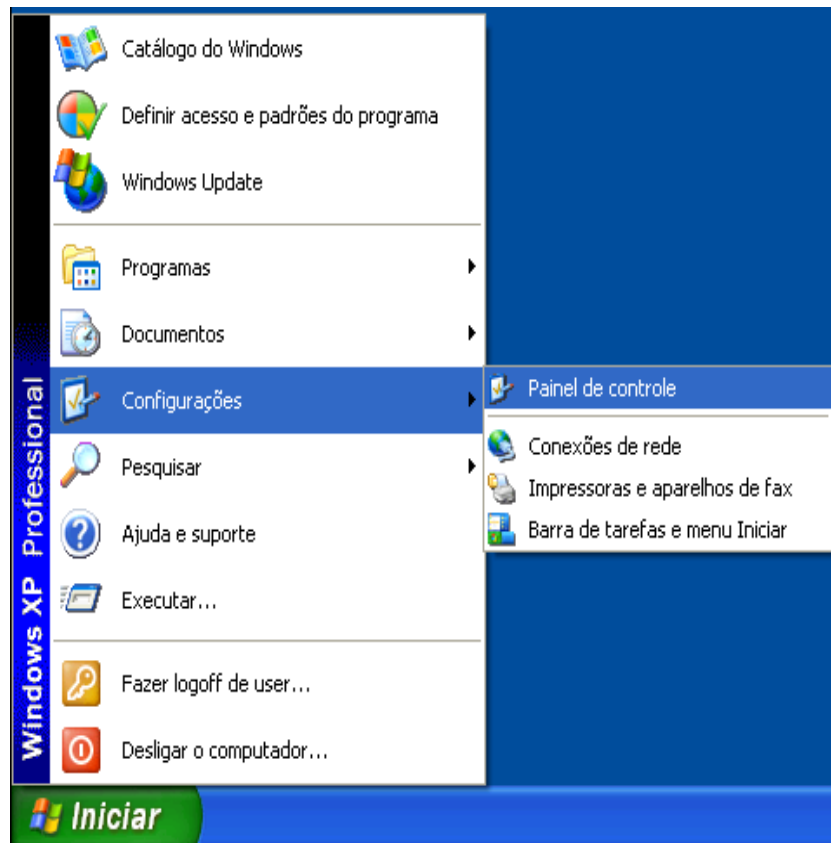 Catálogo do Windows
Definir acesso e padrões do programa
Windows Update
Programas
Documentos
Configurações
Pesquisar
Ajuda e suporte
Executar...
Fazer logoff de user...
Desligar o computador...
Painel de controle
Conexões de rede
Impressoras e aparelhos de fax
Barra de tarefas e menu Iniciar
Windows XP Professional
Iniciar